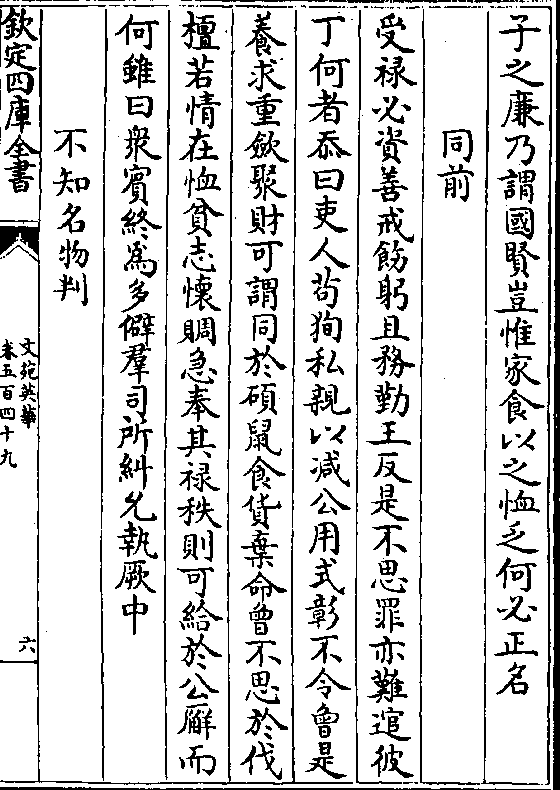 子之廉乃謂國賢豈惟家食以之恤乏何必正名
同前
受禄必資善戒飭躬且務勤王反是不思罪亦難逭彼
丁何者忝曰吏人苟狥私親以减公用式彰不令曾是
養求重歛聚財可謂同於碩鼠食貨棄命曾不思於伐
檀若情在恤貧志懷賙急奉其禄秩則可給於公廨而
何雖曰衆賓終爲多僻羣司所糾允執厥中
不知名物判
欽定四庫全書
文苑英華
卷五百四十九
六